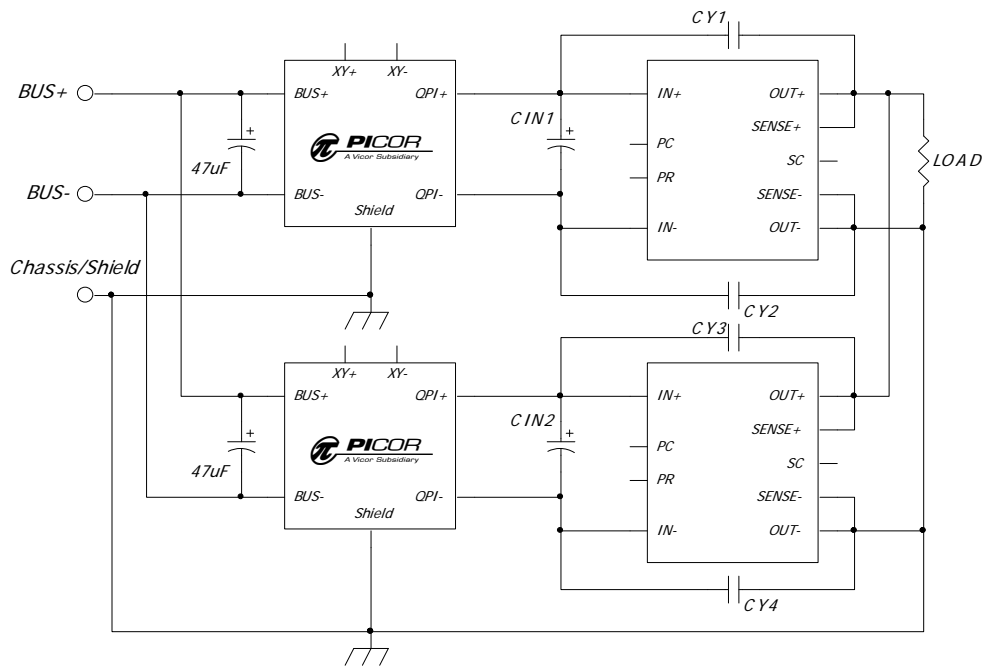 CY1
XY+ XY-
BUS+ BUS+ QPI+ IN+ OUT+
CIN1
+ + SENSE+
PICOR
A Vicor Subsidiary
PC
SC LOAD
47uF
PR
BUS- BUS- QPI- SENSE-
Shield
IN- OUT-
Chassis/Shield
CY2
CY3
XY+ XY-
BUS+ QPI+ IN+ OUT+
CIN2
+ + SENSE+
PICOR
A Vicor Subsidiary
PC
SC
47uF
PR
BUS- QPI- SENSE-
Shield
IN- OUT-
CY4